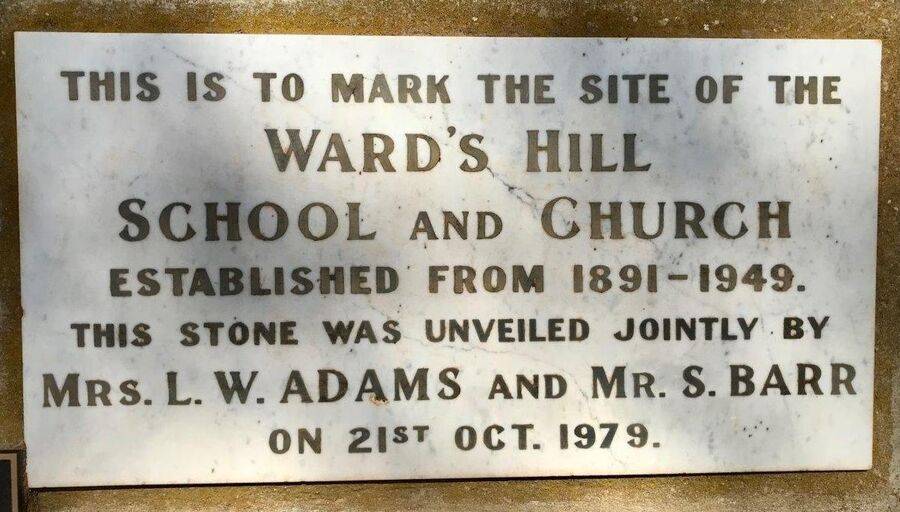 THIS IS TO MARK THE SITE OF THE
WARD'S HILL
SCHOOL AND CHURCH
ESTABLISHED FROM 1891-1949.
THIS STONE WAS UNVEILED JOINTLY BY
MRS. L. W. ADAMS AND MR. S. BARR
ON 21ST OCT. 1979.